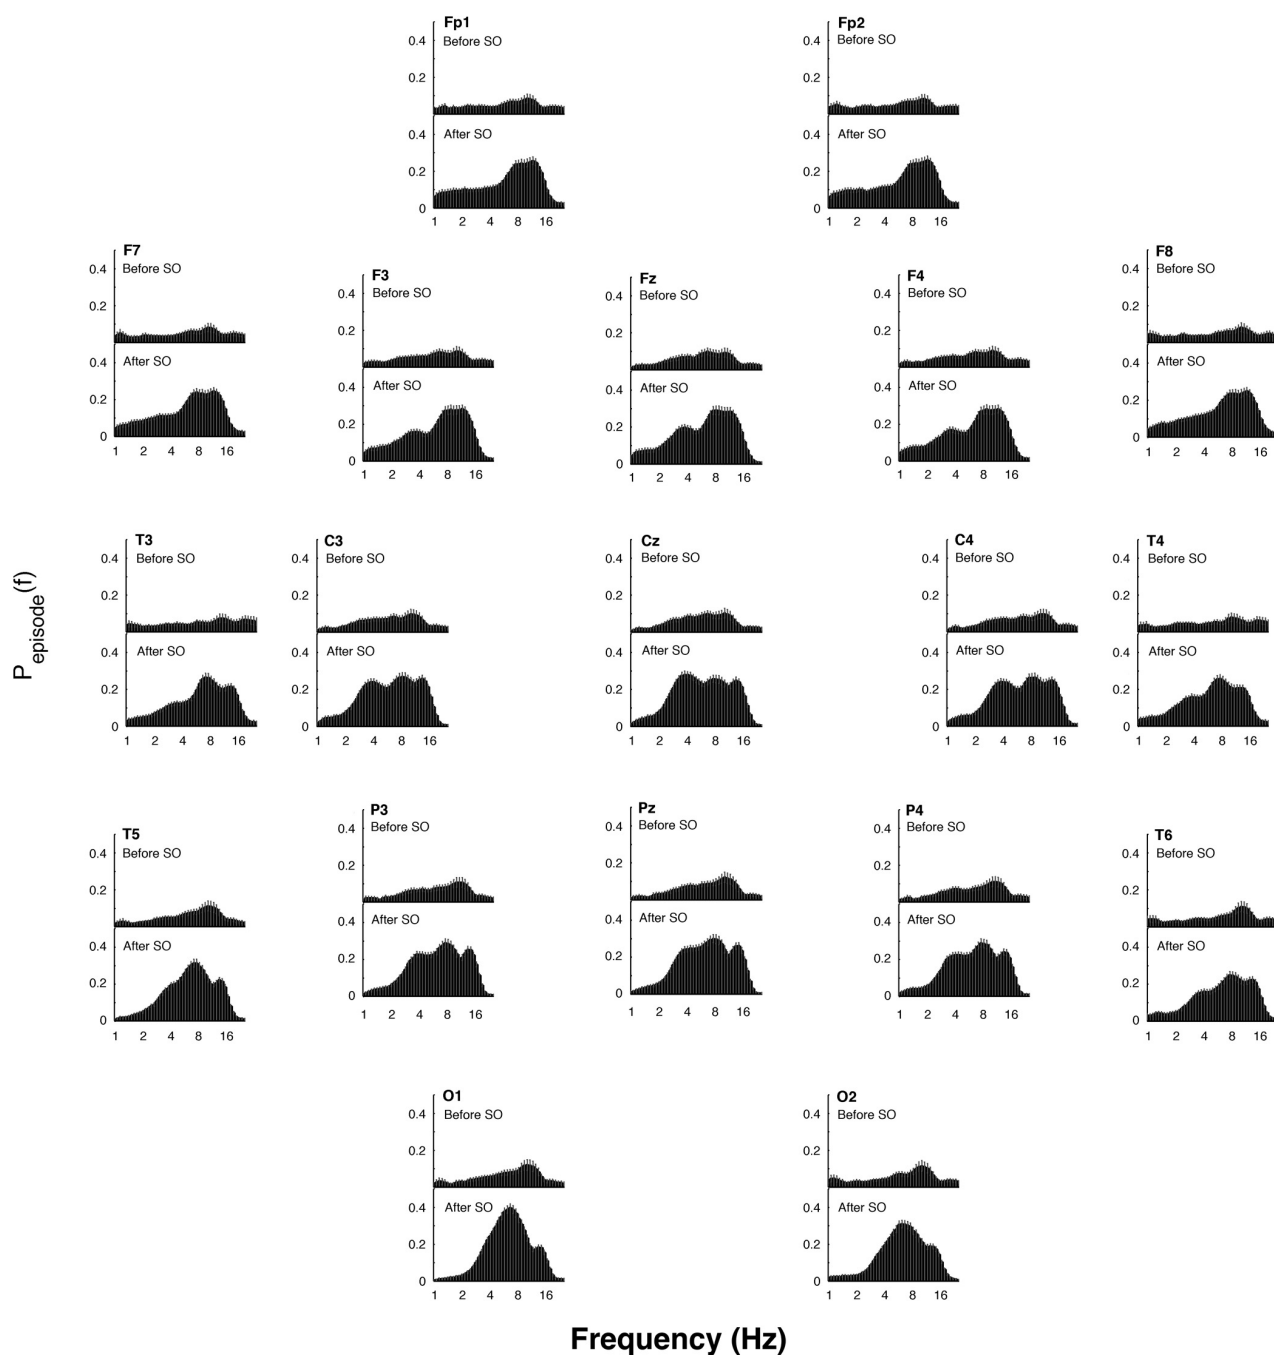 Fp1 Fp2
0.4 Before SO 0.4 Before SO
0.2 0.2
0.4 After SO 0.4 After SO
0.2 0.2
0 0
1 2 4 8 16 1 2 4 8 16
F7 F8
0.4 Before SO 0.4 Before SO
0.2 0.2
0.4 After SO 0.4 After SO
0.2 0.2
0 0
1 2 4 8 16 1 2 4 8 16
F3 Fz F4
0.4 Before SO 0.4 Before SO 0.4 Before SO
0.2 0.2 0.2
0.4 After SO 0.4 After SO 0.4 After SO
0.2 0.2 0.2
0 0 0
1 2 4 8 16 1 2 4 8 16 1 2 4 8 16
T3 C3 Cz C4 T4
0.4 Before SO 0.4 Before SO 0.4 Before SO 0.4 Before SO 0.4 Before SO
0.2 0.2 0.2 0.2 0.2
0.4 After SO 0.4 After SO 0.4 After SO 0.4 After SO 0.4 After SO
0.2 0.2 0.2 0.2 0.2
0 0 0 0 0
1 2 4 8 16 1 2 4 8 16 1 2 4 8 16 1 2 4 8 16 1 2 4 8 16
P episode (f)
P3 Pz P4
0.4 Before SO 0.4 Before SO 0.4 Before SO
0.2 0.2 0.2
0.4 After SO 0.4 After SO 0.4 After SO
0.2 0.2 0.2
0 0 0
1 2 4 8 16 1 2 4 8 16 1 2 4 8 16
T5 T6
0.4 Before SO 0.4 Before SO
0.2 0.2
0.4 After SO 0.4 After SO
0.2 0.2
0 0
1 2 4 8 16 1 2 4 8 16
O1 O2
0.4 Before SO 0.4 Before SO
0.2 0.2
0.4 After SO 0.4 After SO
0.2 0.2
0 0
1 2 4 8 16 1 2 4 8 16
Frequency (Hz)